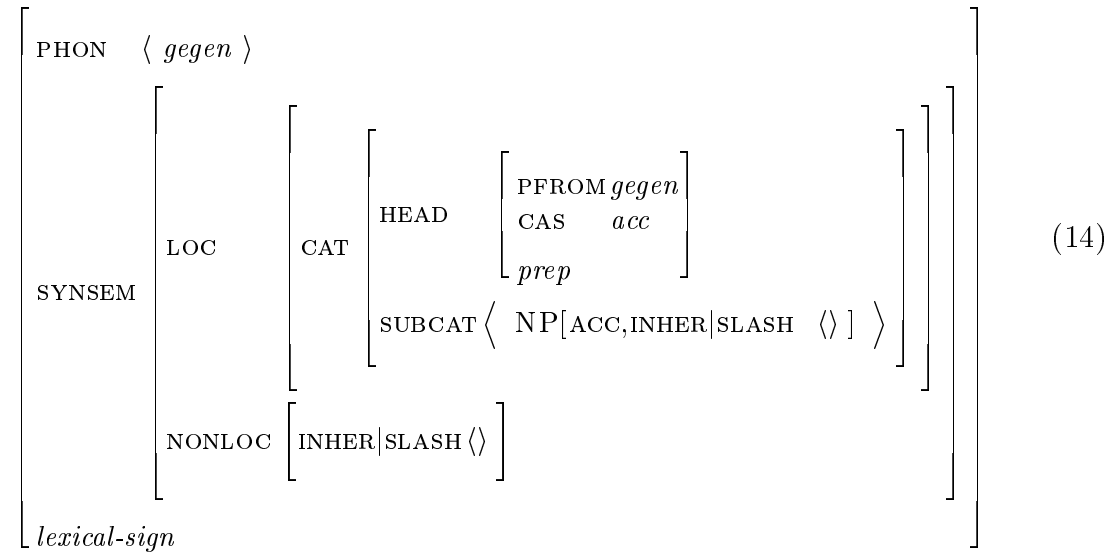 PHON ⟨ gegen ⟩
PFROM gegen
HEAD CAS acc
LOC CAT prep (14)
SYNSEM SUBCAT ⟨ NP[ACC,INHER|SLASH ⟨⟩ ] ⟩
NONLOC [INHER|SLASH ⟨⟩ ]
lexical-sign